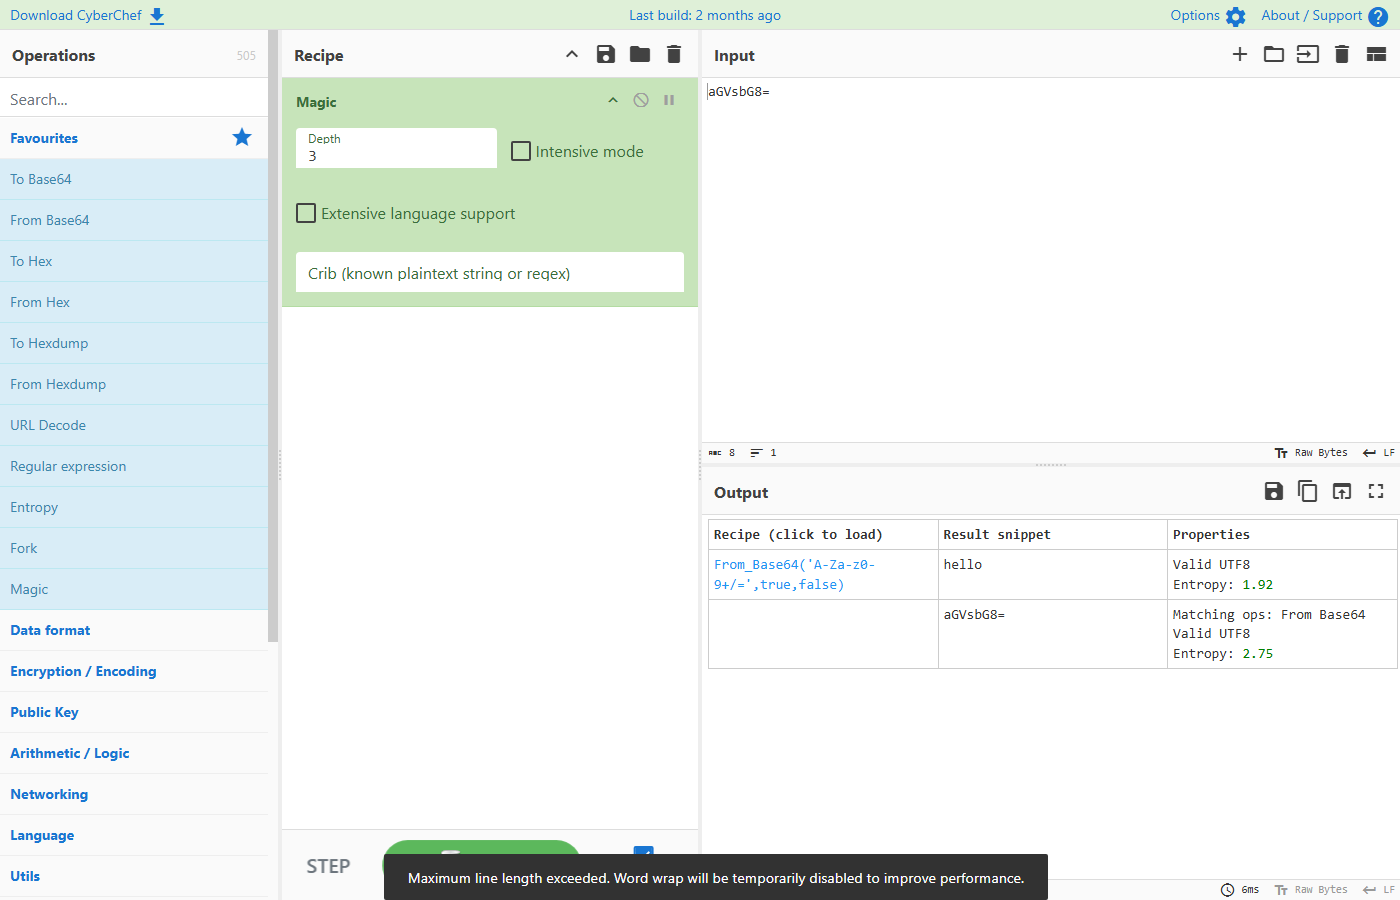 Download CyberChef
Last build: 2 months ago
Options
About / Support
Operations
505
Search...
Favourites
To Base64
From Base64
To Hex
From Hex
To Hexdump
From Hexdump
URL Decode
Regular expression
Entropy
Fork
Magic
Data format
Encryption / Encoding
Public Key
Arithmetic / Logic
Networking
Language
Utils
Recipe
Magic
Depth
3
Intensive mode
Extensive language support
Crib (known plaintext string or regex)
STEP
Input
aGVsbG8=
ABC 8
1
Raw Bytes
LF
Output
Recipe (click to load)
Result snippet
Properties
From_Base64('A-Za-z0-
9+/=',true,false)
hello
Valid UTF8
Entropy: 1.92
aGVsbG8=
Matching ops: From Base64
Valid UTF8
Entropy: 2.75
6ms
Raw Bytes
LF
Maximum line length exceeded. Word wrap will be temporarily disabled to improve performance.